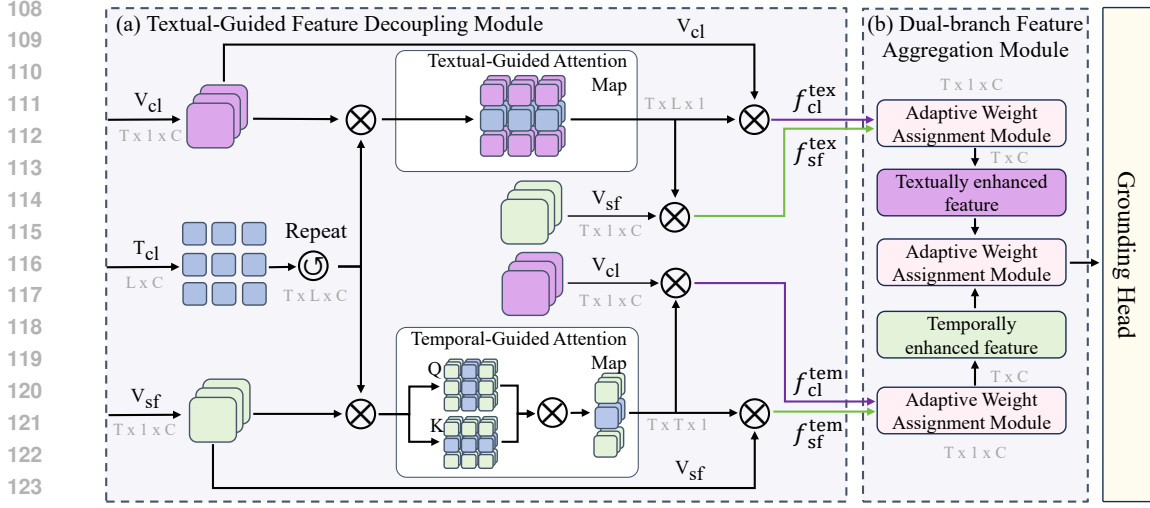 108
109
110
111
112
113
114
115
116
117
118
119
120
121
122
123
(a) Textual-Guided Feature Decoupling Module
V_cl
Textual-Guided Attention
Map
V_cl
T x 1 x C
T x L x 1
f_cl^tex
f_sf^tex
V_sf
T x 1 x C
T_cl
L x C
Repeat
T x L x C
V_cl
T x 1 x C
Temporal-Guided Attention
Map
Q
K
V_sf
T x 1 x C
T x T x 1
f_cl^tem
f_sf^tem
V_sf
(b) Dual-branch Feature
Aggregation Module
T x 1 x C
Adaptive Weight
Assignment Module
T x C
Textually enhanced
feature
Adaptive Weight
Assignment Module
Temporally
enhanced feature
T x C
Adaptive Weight
Assignment Module
T x 1 x C
Grounding Head